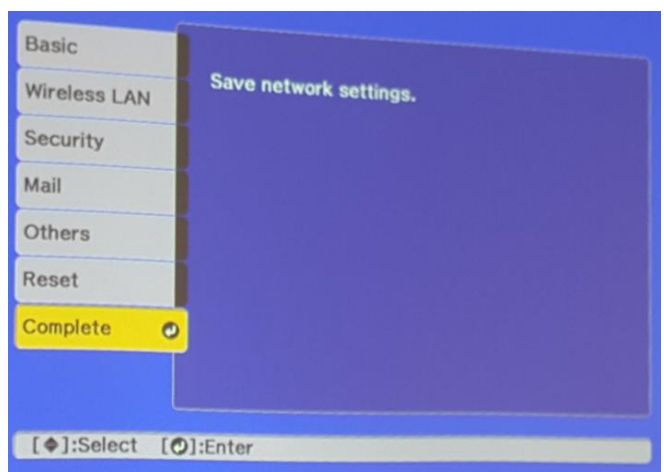 Basic
Wireless LAN
Security
Mail
Others
Reset
Complete
Save network settings.
[◆]:Select [⏎]:Enter